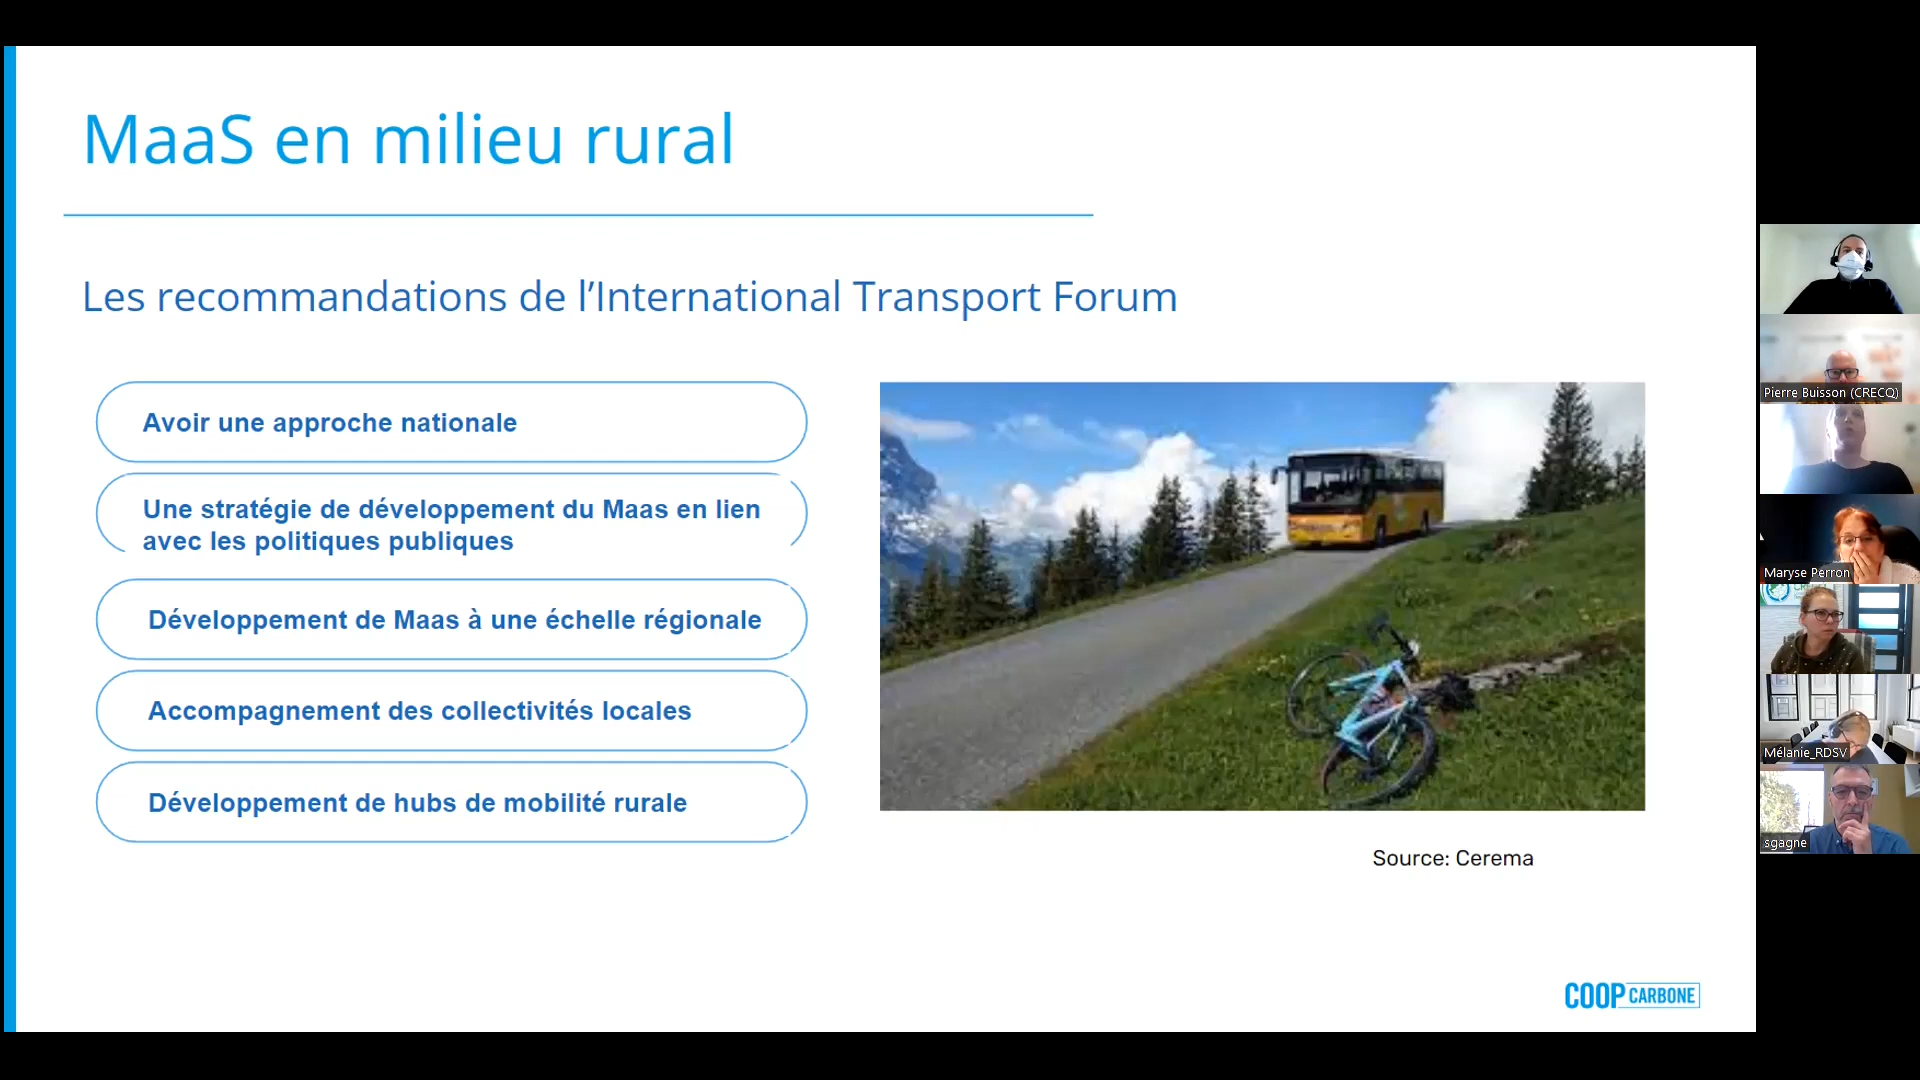 MaaS en milieu rural
Les recommandations de l’International Transport Forum
Avoir une approche nationale
Une stratégie de développement du Maas en lien
avec les politiques publiques
Développement de Maas à une échelle régionale
Accompagnement des collectivités locales
Développement de hubs de mobilité rurale
Source: Cerema
COOP CARBONE
Pierre Buisson (CRECQ)
Maryse Perron
Mélanie_RDSV
sgagne